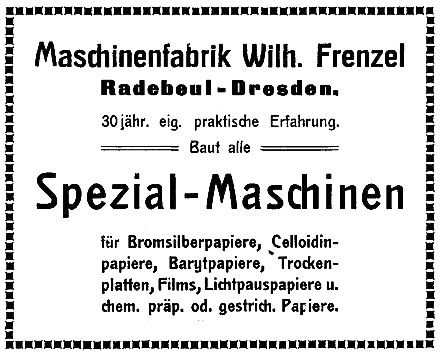 Maschinenfabrik Wilh. Frenzel
Radebeul-Dresden.
30jähr. eig. praktische Erfahrung.
Baut alle
Spezial-Maschinen
für Bromsilberpapiere, Celloidin-
papiere, Barytpapiere, Trocken-
platten, Films, Lichtpauspapiere u.
chem. präp. od. gestrich. Papiere.